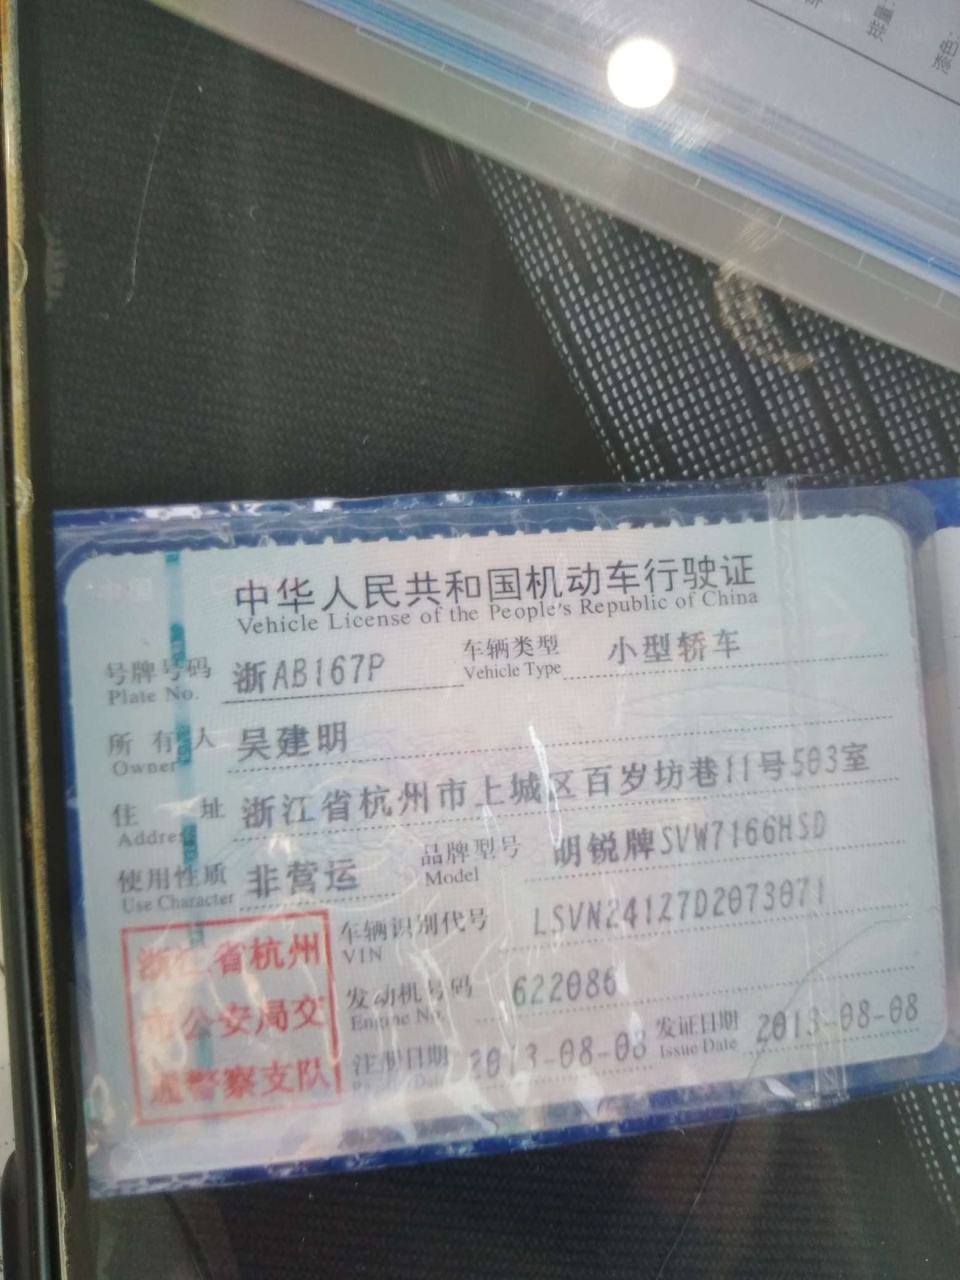 排量:
漆色:
中华人民共和国机动车行驶证
Vehicle License of the People's Republic of China
号牌号码 浙AB167P 车辆类型 小型轿车
Plate No. Vehicle Type
所有人 吴建明
Owner
住址 浙江省杭州市上城区百岁坊巷11号503室
Address
使用性质 非营运 品牌型号 明锐牌SVW7166HSD
Use Character Model
浙江省杭州
市公安局交
通警察支队
车辆识别代号 LSVN24127D2073071
VIN
发动机号码 622086
Engine No.
注册日期 2013-08-08 发证日期 2013-08-08
Issue Date